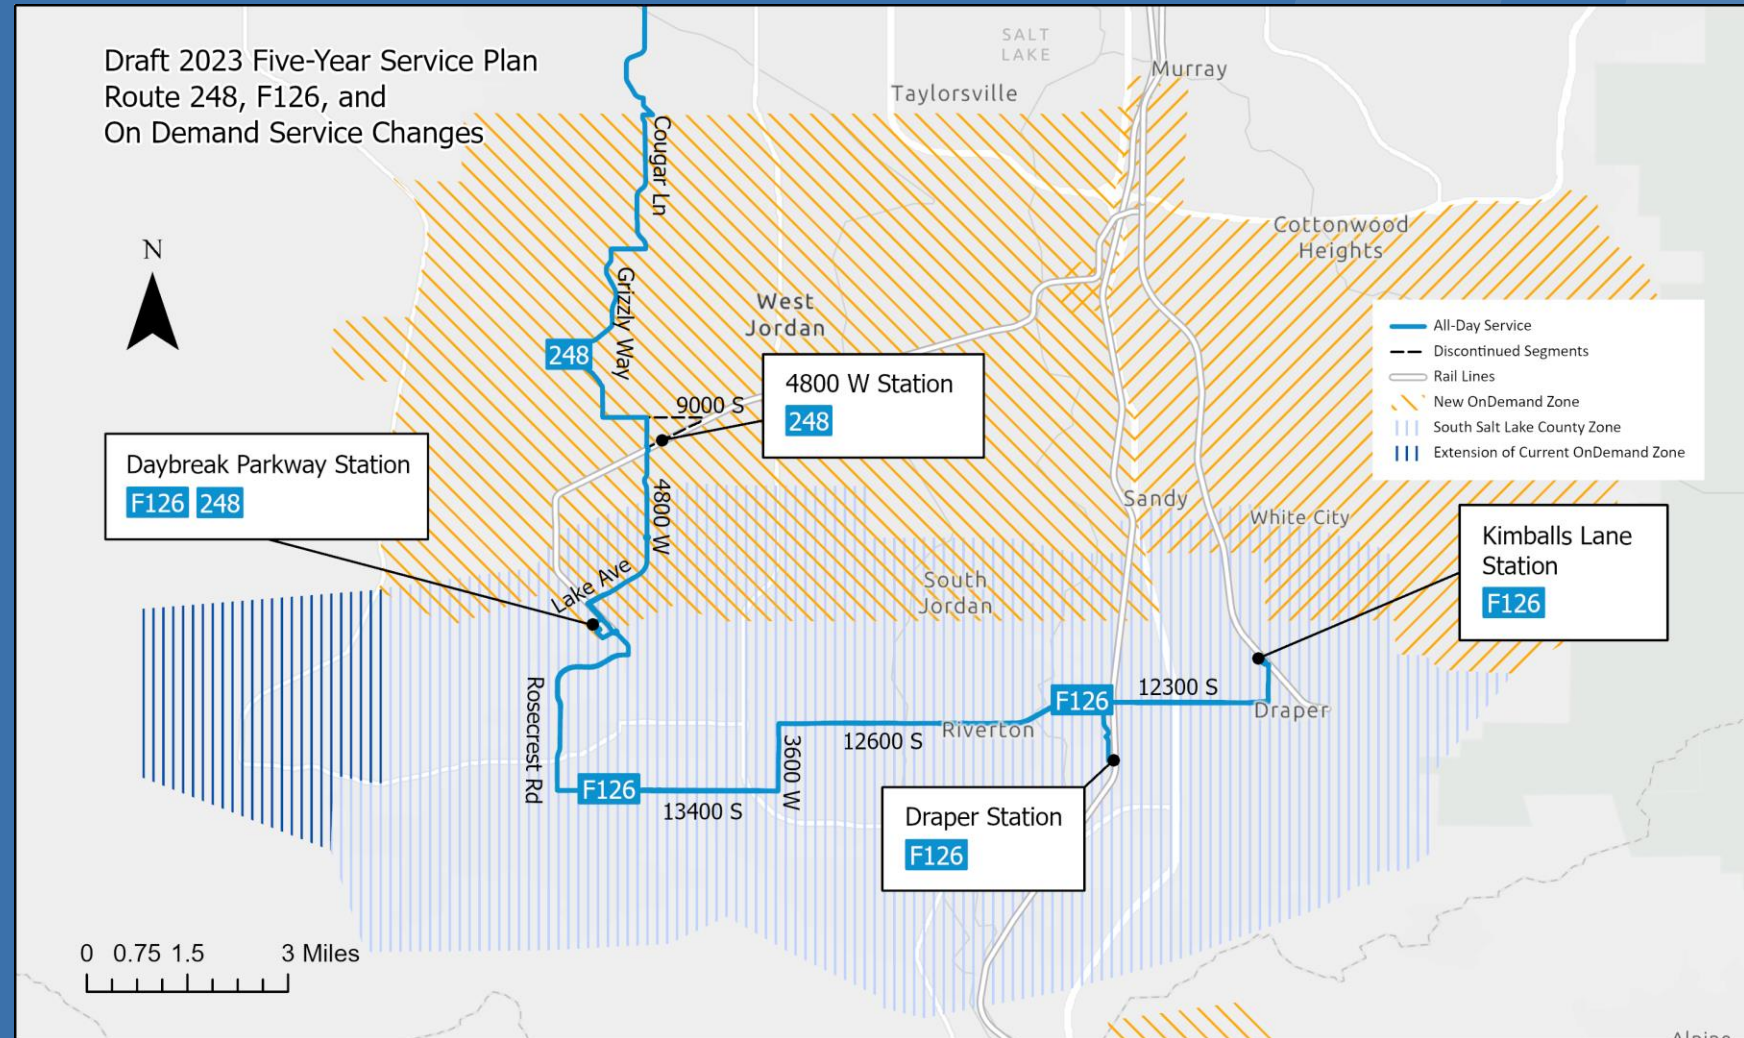 Draft 2023 Five-Year Service Plan
Route 248, F126, and
On Demand Service Changes
SALT
LAKE
Murray
Taylorsville
Cougar Ln
Cottonwood
Heights
N
Grizzly Way
West
Jordan
248
All-Day Service
Discontinued Segments
Rail Lines
New OnDemand Zone
South Salt Lake County Zone
Extension of Current OnDemand Zone
4800 W Station
248
9000 S
Daybreak Parkway Station
F126 248
4800 W
Sandy
White City
Kimballs Lane
Station
F126
Lake Ave
South
Jordan
Rosecrest Rd
F126
12300 S
Draper
12600 S
Riverton
3600 W
F126
13400 S
Draper Station
F126
0 0.75 1.5 3 Miles